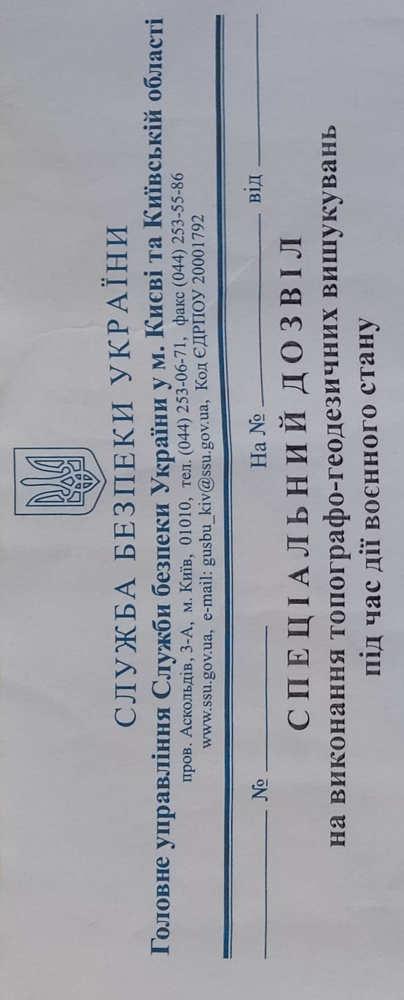 СЛУЖБА БЕЗПЕКИ УКРАЇНИ
Головне управління Служби безпеки України у м. Києві та Київській області
пров. Аскольдів, 3-А, м. Київ, 01010, тел. (044) 253-06-71, факс (044) 253-55-86
www.ssu.gov.ua, e-mail: gusbu_kiv@ssu.gov.ua, Код ЄДРПОУ 20001792
№ На № від
СПЕЦІАЛЬНИЙ ДОЗВІЛ
на виконання топографо-геодезичних вишукувань
під час дії воєнного стану